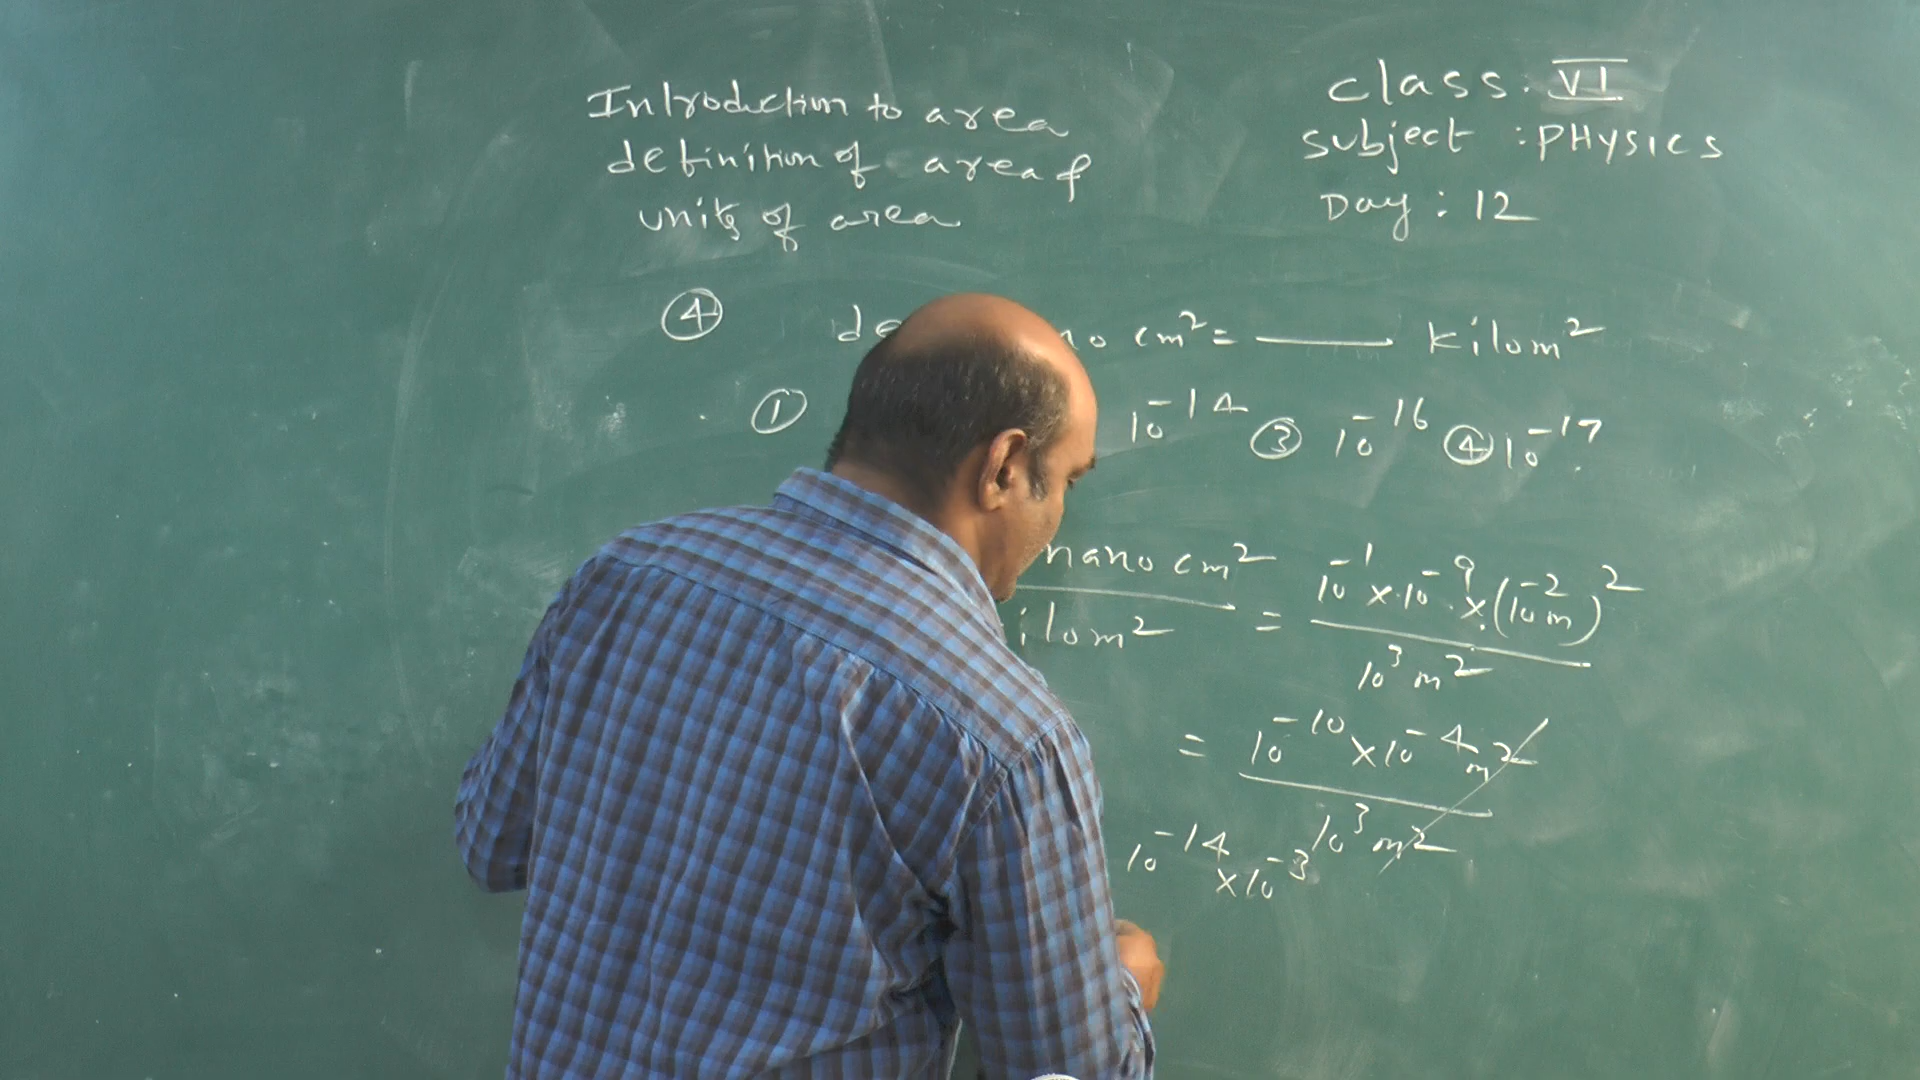 Introduction to area
definition of area &
units of area
class: VI
subject : PHYSICS
Day : 12
④ de no cm² = ——— kilom²
① 10⁻¹⁴ ③ 10⁻¹⁶ ④ 10⁻¹⁷
nano cm² / ilom² = 10⁻¹ × 10⁻⁹ × (10⁻² m)² / 10³ m²
= 10⁻¹⁰ × 10⁻⁴ m² / 10³ m²
10⁻¹⁴ × 10⁻³